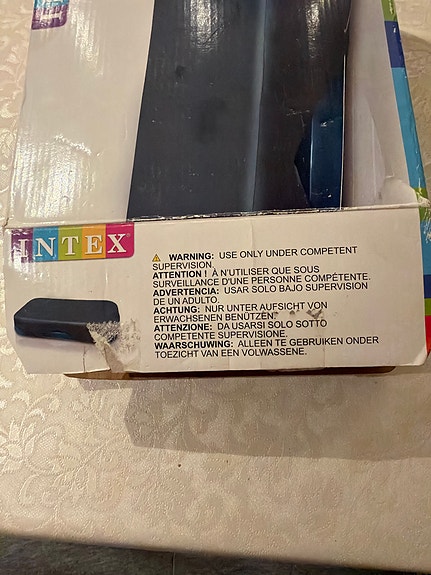 INTEX
WARNING: USE ONLY UNDER COMPETENT
SUPERVISION.
ATTENTION ! À N'UTILISER QUE SOUS
SURVEILLANCE D'UNE PERSONNE COMPÉTENTE.
ADVERTENCIA: USAR SOLO BAJO SUPERVISION
DE UN ADULTO.
ACHTUNG: NUR UNTER AUFSICHT VON
ERWACHSENEN BENÜTZEN.
ATTENZIONE: DA USARSI SOLO SOTTO
COMPETENTE SUPERVISIONE.
WAARSCHUWING: ALLEEN TE GEBRUIKEN ONDER
TOEZICHT VAN EEN VOLWASSENE.